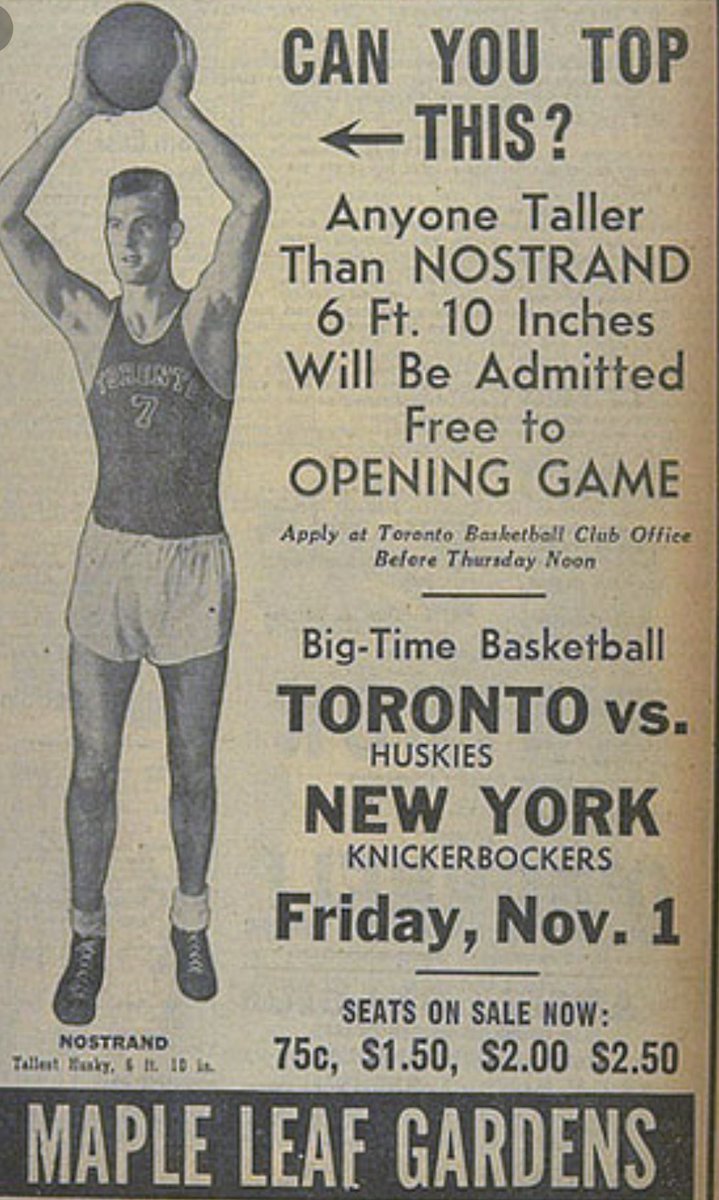 CAN YOU TOP
THIS?
Anyone Taller
Than NOSTRAND
6 Ft. 10 Inches
Will Be Admitted
Free to
OPENING GAME
Apply at Toronto Basketball Club Office
Before Thursday Noon
Big-Time Basketball
TORONTO vs.
HUSKIES
NEW YORK
KNICKERBOCKERS
Friday, Nov. 1
SEATS ON SALE NOW:
75c, $1.50, $2.00 $2.50
TORONTO
7
NOSTRAND
Tallest Husky, 6 ft. 10 in.
MAPLE LEAF GARDENS